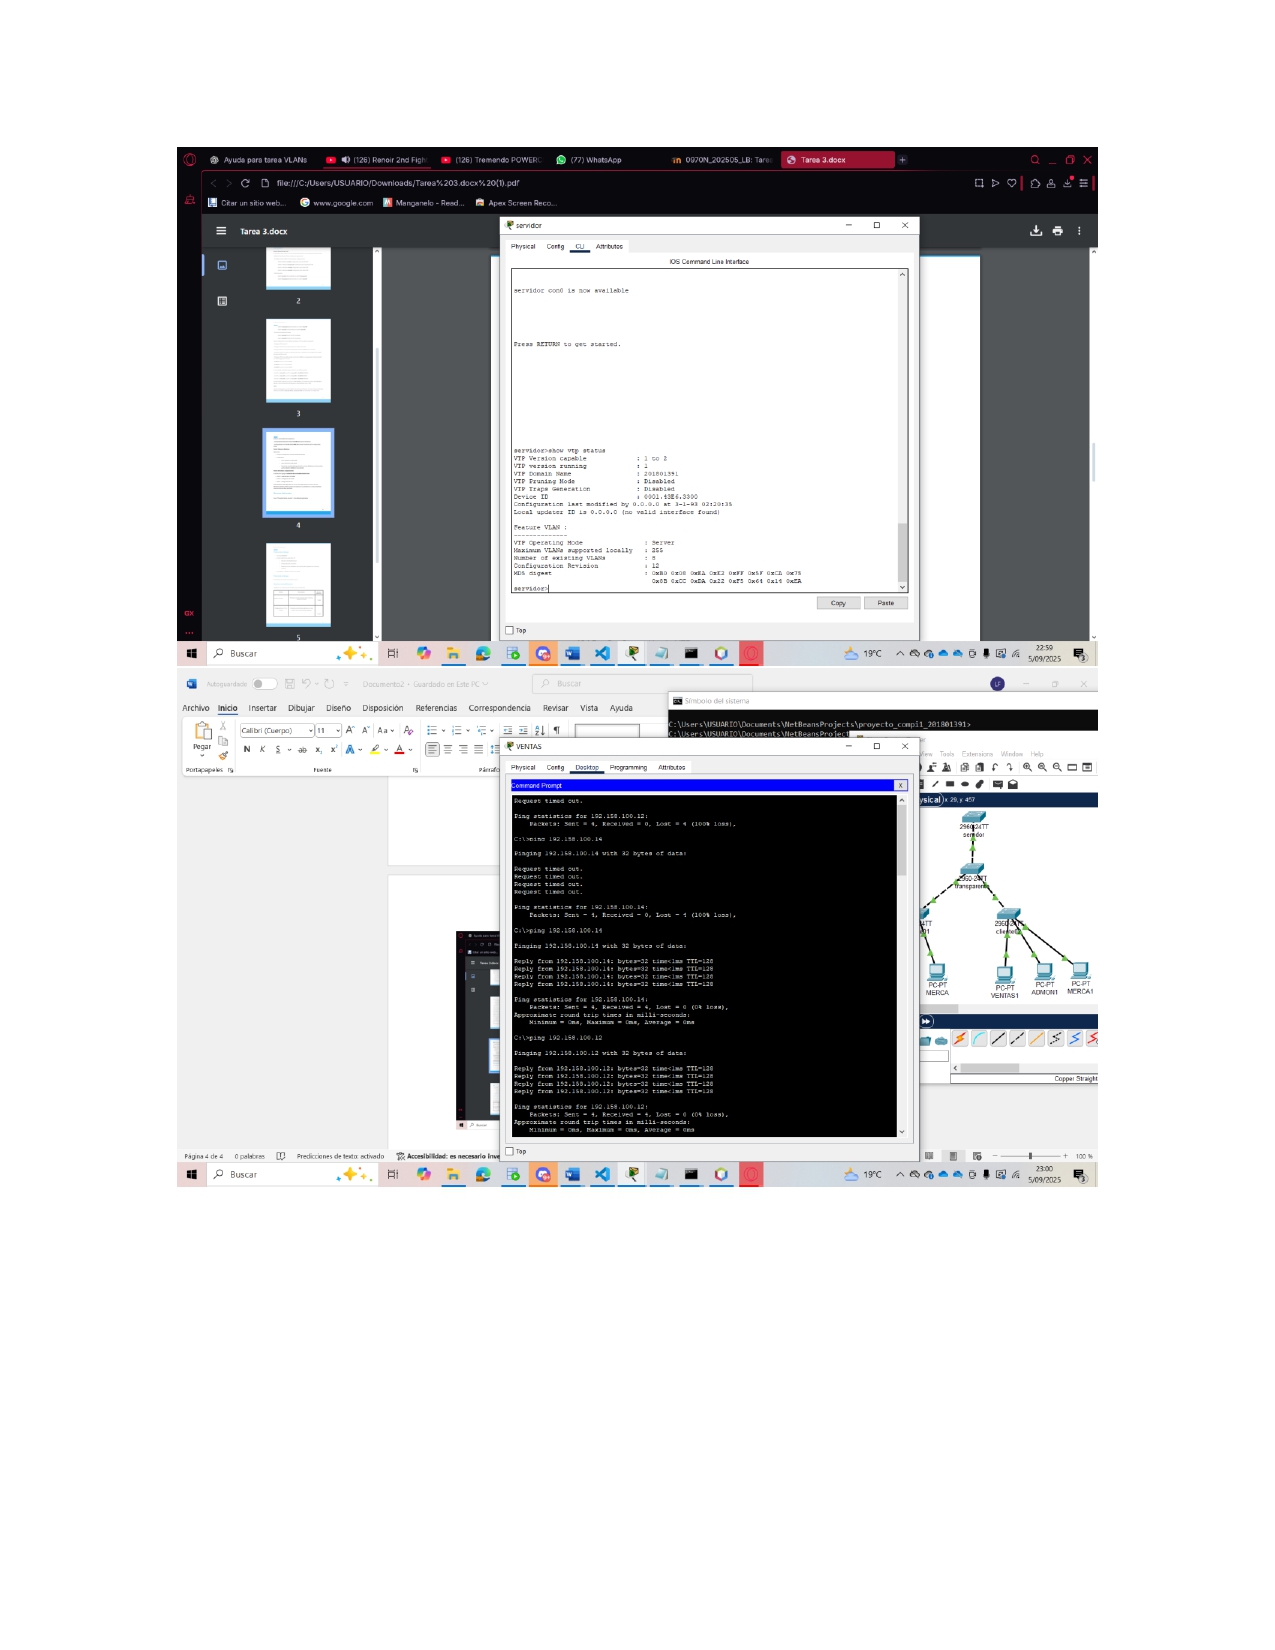 Ayuda para tarea VLANs
(126) Renoir 2nd Figh
(126) Tremendo POWERC
(77) WhatsApp
0970N_202505_LB: Tarea
Tarea 3.docx
file:///C:/Users/USUARIO/Downloads/Tarea%203.docx%20(1).pdf
Citar un sitio web...
www.google.com
Menganelo - Read...
Apex Screen Reco...
Tarea 3.docx
2
3
4
5
servidor
Physical Config CLI Attributes
IOS Command Line Interface
servidor con0 is now available
Press RETURN to get started.
servidor>show vtp status
VTP Version capable : 1 to 2
VTP version running : 1
VTP Domain Name : 201801391
VTP Pruning Mode : Disabled
VTP Traps Generation : Disabled
Device ID : 0001.43E6.3300
Configuration last modified by 0.0.0.0 at 3-1-93 02:20:35
Local updater ID is 0.0.0.0 (no valid interface found)
Feature VLAN :
--------------
VTP Operating Mode : Server
Maximum VLANs supported locally : 255
Number of existing VLANs : 8
Configuration Revision : 12
MD5 digest
servidor>
Copy Paste
Top
Buscar
19°C
22:59
5/09/2025
Autoguardado
Documento2 • Guardado en Este PC
Buscar
LF
Archivo Inicio Insertar Dibujar Diseño Disposición Referencias Correspondencia Revisar Vista Ayuda
Símbolo del sistema
C:\Users\USUARIO\Documents\NetBeansProjects\proyecto_compi1_201801391>
C:\Users\USUARIO\Documents\NetBeansProject
Pegar
Calibri (Cuerpo) 11
Portapapeles
Fuente
Párrafo
VENTAS
Physical Config Desktop Programming Attributes
Command Prompt X
Request timed out.
Ping statistics for 192.158.100.12:
Packets: Sent = 4, Received = 0, Lost = 4 (100% loss),
C:\>ping 192.158.100.14
Pinging 192.158.100.14 with 32 bytes of data:
Request timed out.
Request timed out.
Request timed out.
Request timed out.
Ping statistics for 192.158.100.14:
Packets: Sent = 4, Received = 0, Lost = 4 (100% loss),
C:\>ping 192.158.100.14
Pinging 192.158.100.14 with 32 bytes of data:
Reply from 192.158.100.14: bytes=32 time<1ms TTL=128
Reply from 192.158.100.14: bytes=32 time<1ms TTL=128
Reply from 192.158.100.14: bytes=32 time<1ms TTL=128
Reply from 192.158.100.14: bytes=32 time<1ms TTL=128
Ping statistics for 192.158.100.14:
Packets: Sent = 4, Received = 4, Lost = 0 (0% loss),
Approximate round trip times in milli-seconds:
Minimum = 0ms, Maximum = 0ms, Average = 0ms
C:\>ping 192.158.100.12
Pinging 192.158.100.12 with 32 bytes of data:
Reply from 192.158.100.12: bytes=32 time<1ms TTL=128
Reply from 192.158.100.12: bytes=32 time<1ms TTL=128
Reply from 192.158.100.12: bytes=32 time<1ms TTL=128
Reply from 192.158.100.12: bytes=32 time<1ms TTL=128
Ping statistics for 192.158.100.12:
Packets: Sent = 4, Received = 4, Lost = 0 (0% loss),
Approximate round trip times in milli-seconds:
Minimum = 0ms, Maximum = 0ms, Average = 0ms
Top
View Tools Extensions Window Help
x: 29, y: 457
2960-24TT
servidor
2960-24TT
transparente
2960-24TT
PC-PT
MERCA
PC-PT
VENTAS1
PC-PT
ADMON1
PC-PT
MERCA1
Copper Straight
Página 4 de 4 0 palabras Predicciones de texto: activado Accesibilidad: es necesario inve
100 %
Buscar
19°C
23:00
5/09/2025